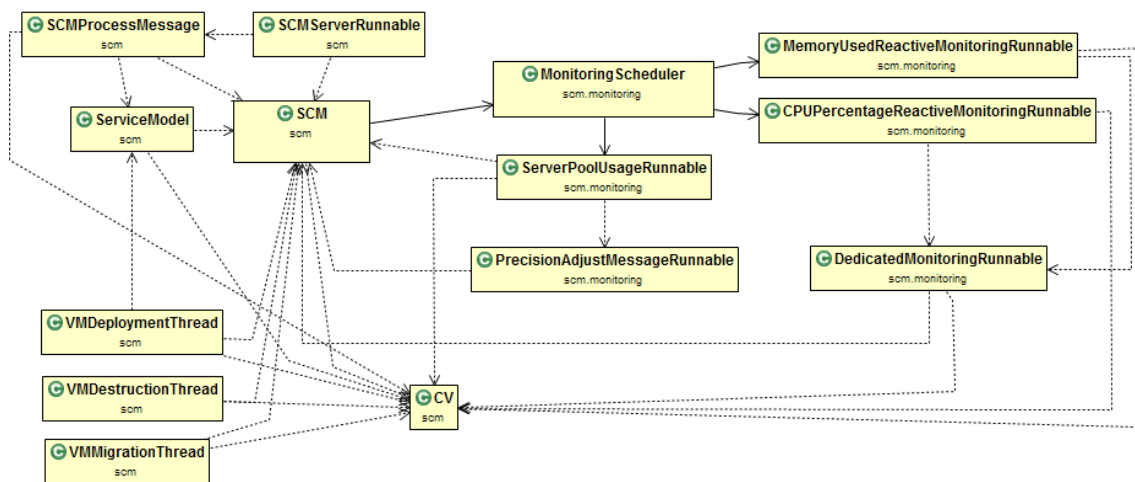 SCMProcessMessage
scm
SCMServerRunnable
scm
MemoryUsedReactiveMonitoringRunnable
scm.monitoring
MonitoringScheduler
scm.monitoring
ServiceModel
scm
SCM
scm
CPUPercentageReactiveMonitoringRunnable
scm.monitoring
ServerPoolUsageRunnable
scm.monitoring
PrecisionAdjustMessageRunnable
scm.monitoring
DedicatedMonitoringRunnable
scm.monitoring
VMDeploymentThread
scm
VMDestructionThread
scm
CV
scm
VMMigrationThread
scm